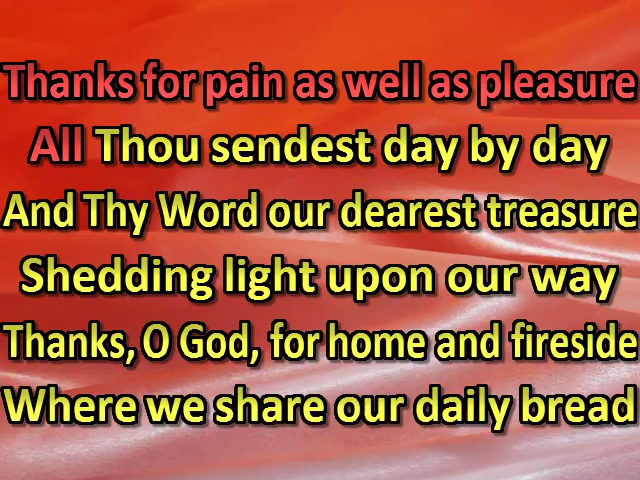 Thanks for pain as well as pleasure
All Thou sendest day by day
And Thy Word our dearest treasure
Shedding light upon our way
Thanks, O God, for home and fireside
Where we share our daily bread